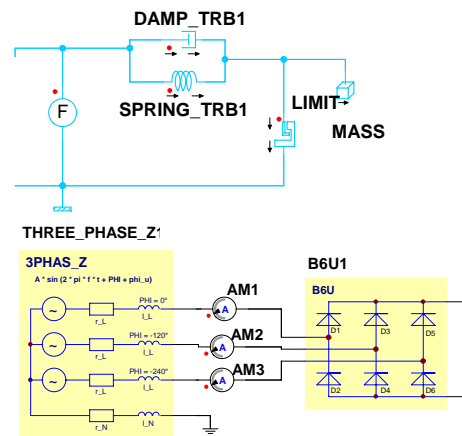 DAMP_TRB1
F
SPRING_TRB1
LIMIT
MASS
THREE_PHASE_Z1
3PHAS_Z
A * sin (2 * pi * f * t + PHI + phi_u)
B6U1
B6U
AM1
PHI = 0°
~
A
r_L
l_L
D1
D3
D5
AM2
PHI = -120°
~
A
r_L
l_L
AM3
PHI = -240°
~
A
r_L
l_L
D2
D4
D6
r_N
l_N